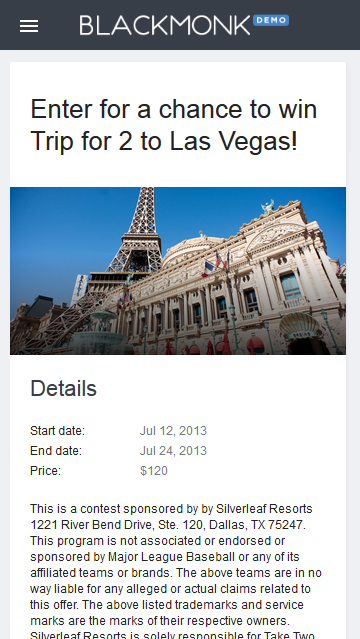 BLACKMONK DEMO
Enter for a chance to win
Trip for 2 to Las Vegas!
Details
Start date: Jul 12, 2013
End date: Jul 24, 2013
Price: $120
This is a contest sponsored by by Silverleaf Resorts
1221 River Bend Drive, Ste. 120, Dallas, TX 75247.
This program is not associated or endorsed or
sponsored by Major League Baseball or any of its
affiliated teams or brands. The above teams are in no
way liable for any alleged or actual claims related to
this offer. The above listed trademarks and service
marks are the marks of their respective owners.
Silverleaf Resorts is solely responsible for Take Two